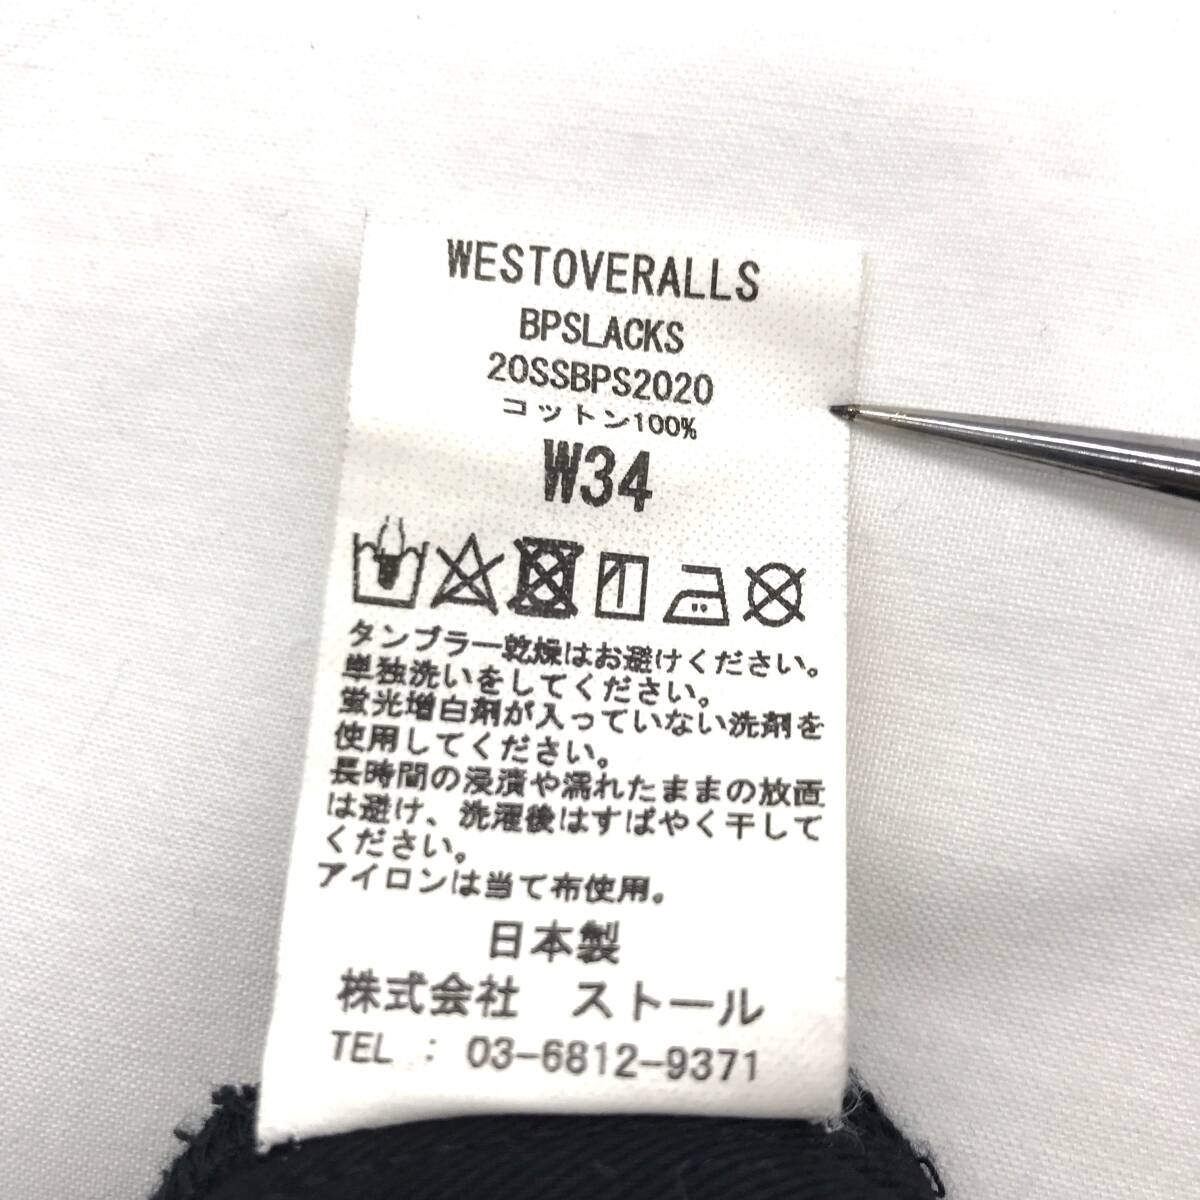 WESTOVERALLS
BPSLACKS
20SSBPS2020
コットン100%
W34
タンブラー乾燥はお避けください。
単独洗いをしてください。
蛍光増白剤が入っていない洗剤を
使用してください。
長時間の浸漬や濡れたままの放置
は避け、洗濯後はすばやく干して
ください。
アイロンは当て布使用。
日本製
株式会社　ストール
TEL : 03-6812-9371